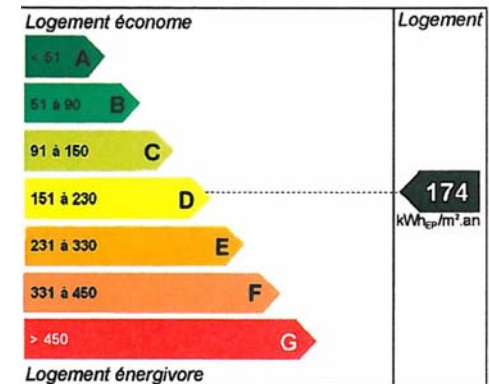 Logement économe
Logement
< 51 A
51 à 90 B
91 à 150 C
151 à 230 D
174
kWhEP/m².an
231 à 330 E
331 à 450 F
> 450 G
Logement énergivore